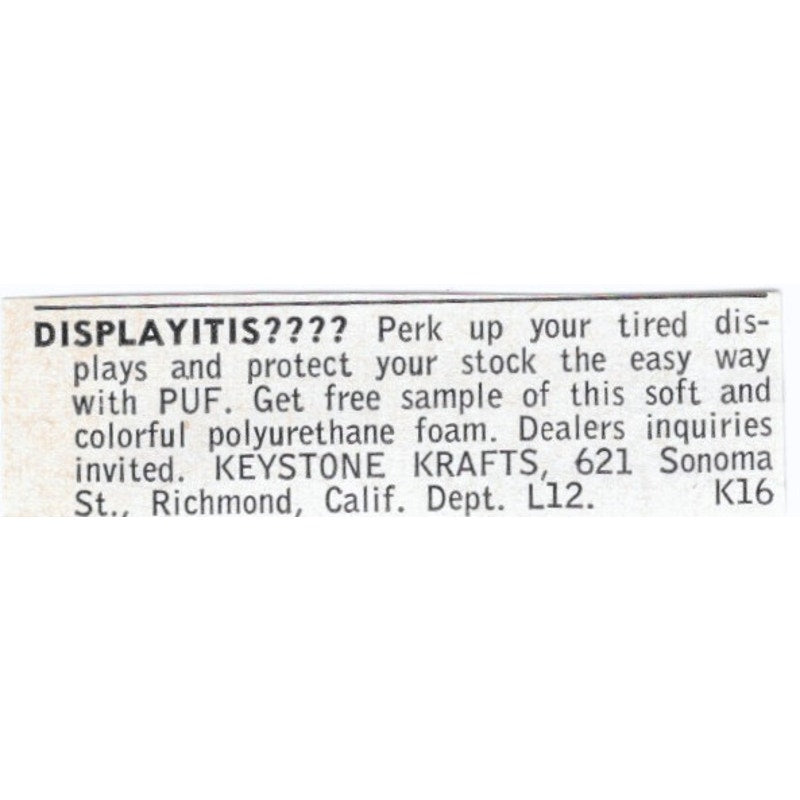 DISPLAYITIS???? Perk up your tired dis-
plays and protect your stock the easy way
with PUF. Get free sample of this soft and
colorful polyurethane foam. Dealers inquiries
invited. KEYSTONE KRAFTS, 621 Sonoma
St., Richmond, Calif. Dept. L12. K16